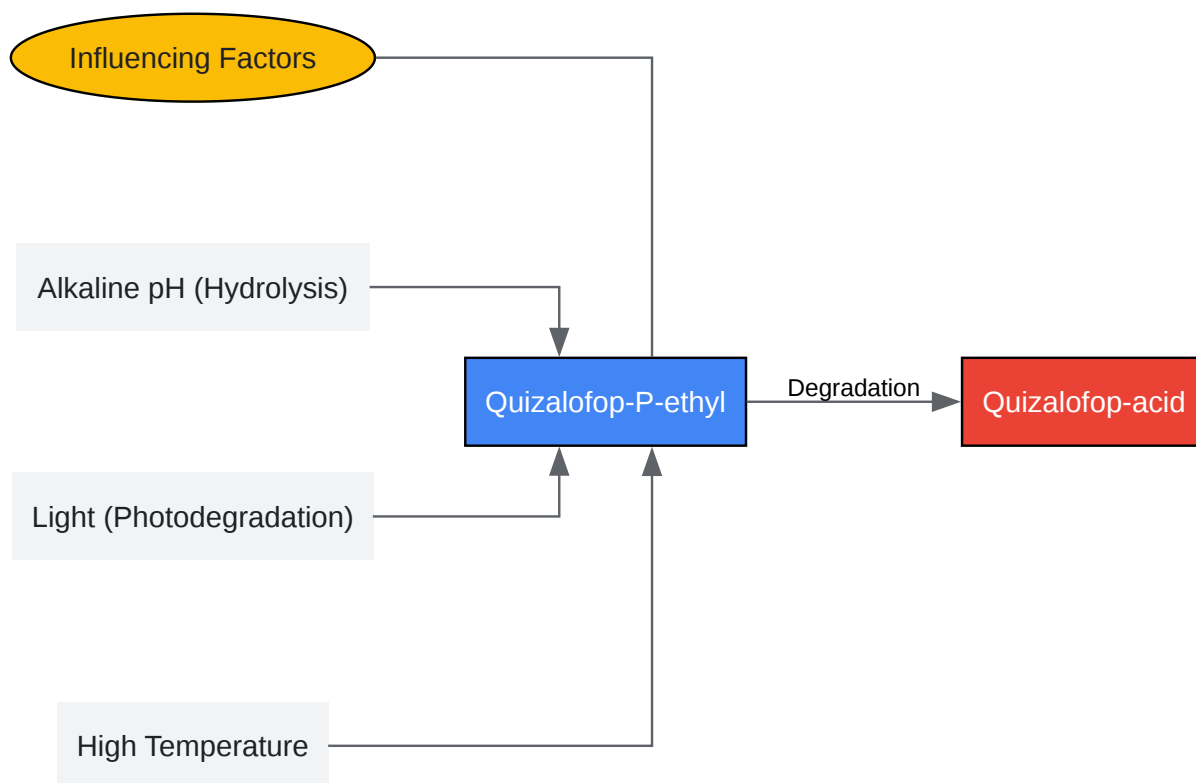 Influencing Factors
Alkaline pH (Hydrolysis)
Quizalofop-P-ethyl
Degradation
Quizalofop-acid
Light (Photodegradation)
High Temperature